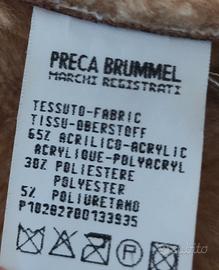 PRECA BRUMMEL
MARCHI REGISTRATI
TESSUTO-FABRIC
TISSU-OBERSTOFF
65% ACRILICO-ACRYLIC
ACRYLIQUE-POLYACRYL
30% POLIESTERE
POLYESTER
5% POLIURETANO
P10282700133935